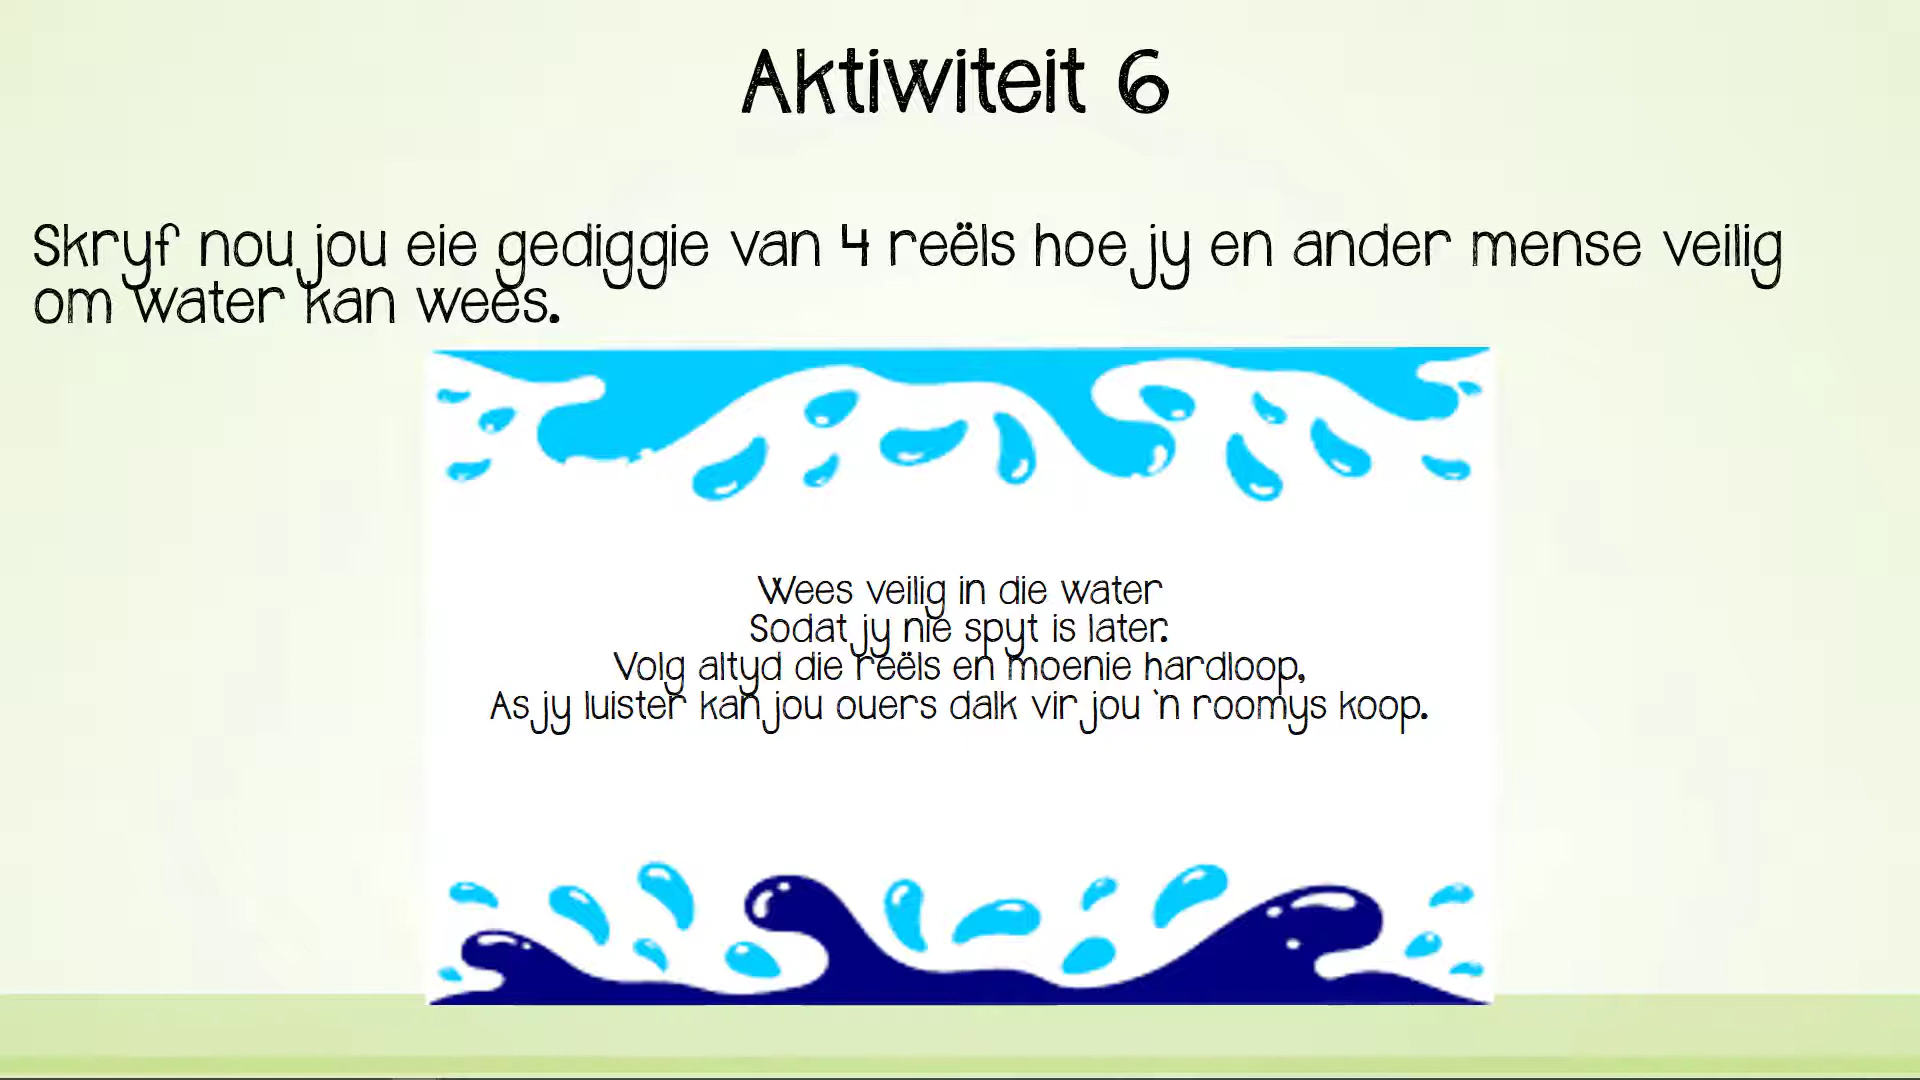 Aktiwiteit 6
Skryf nou jou eie gediggie van 4 reëls hoe jy en ander mense veilig
om water kan wees.
Wees veilig in die water
Sodat jy nie spyt is later.
Volg altyd die reëls en moenie hardloop,
As jy luister kan jou ouers dalk vir jou 'n roomys koop.